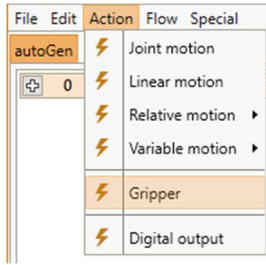 File Edit Action Flow Special
autoGen
Joint motion
0
Linear motion
Relative motion
Variable motion
Gripper
Digital output